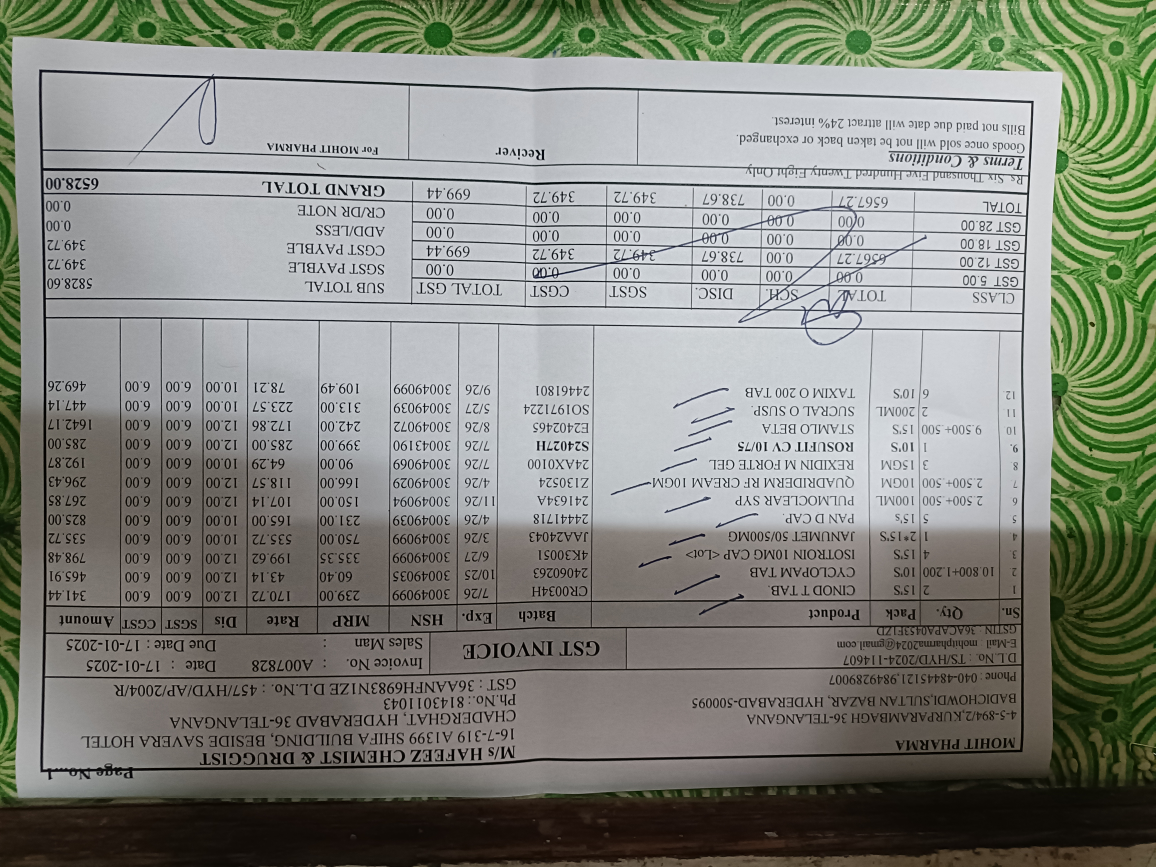 Page No...1
MOHIT PHARMA
4-5-894/2,KURPARAMBAGH 36-TELANGANA
BADICHOWDI,SULTAN BAZAR, HYDERABAD-500095
Phone: 040-48445121,9849289007
D.L.No. : TS/HYD/2024-114607
E-Mail : mohitpharma2024@gmail.com
GSTIN : 36ACAPA0453F1ZD
M/s HAFEEZ CHEMIST & DRUGGIST
16-7-319 A1399 SHIFA BUILDING, BESIDE SAVERA HOTEL
CHADERGHAT, HYDERABAD 36-TELANGANA
Ph.No.: 8143011043
GST : 36AANFH6983N1ZE D.L.No. : 457/HYD/AP/2004/R
GST INVOICE
Invoice No. : A007828 Date : 17-01-2025
Sales Man : Due Date : 17-01-2025
Sn. Qty. Pack Product Batch Exp. HSN MRP Rate Dis SGST CGST Amount
1 2 15'S CINOD T TAB. CR0034H 7/26 30049099 239.00 170.72 12.00 6.00 6.00 341.44
2 10.800+1.200 10'S CYCLOPAM TAB 24060263 10/25 30049035 60.40 43.14 10.00 6.00 6.00 465.91
3 4 15'S ISOTROIN 10MG CAP <Lot> 4K30051 6/27 30049099 335.35 199.62 12.00 6.00 6.00 798.48
4 1 2*15'S JANUMET 50/500MG JAA24043 3/26 30049099 750.00 535.72 10.00 6.00 6.00 535.72
5 5 15's PAN D CAP. 24441718 4/26 30049039 231.00 165.00 10.00 6.00 6.00 825.00
6 2.500+.500 100ML PULMOCLEAR SYP 241634A 11/26 30049094 150.00 107.14 12.00 6.00 6.00 267.85
7 2.500+.500 10GM QUADRIDERM RF CREAM 10GM Z130524 4/26 30049029 166.00 118.57 12.00 6.00 6.00 296.43
8 3 15GM REXIDIN M FORTE GEL 24AX0100 7/26 30049069 90.00 64.29 10.00 6.00 6.00 192.87
9. 1 10'S ROSUFIT CV 10/75 S24027H 7/26 30043190 399.00 285.00 12.00 6.00 6.00 285.00
10 9.500+.500 15'S STAMLO BETA E2402465 8/26 30049072 242.00 172.86 12.00 6.00 6.00 1642.17
11 2 200ML SUCRAL O SUSP. SO1971224 5/27 30049039 313.00 223.57 10.00 6.00 6.00 447.14
12 6 10'S TAXIM O 200 TAB 24461801 9/26 30049099 109.49 78.21 10.00 6.00 6.00 469.26
CLASS TOTAL SCH. DISC. SGST CGST TOTAL GST
GST 5.00 0.00 0.00 0.00 0.00 0.00 0.00
GST 12.00 6567.27 0.00 738.67 349.72 349.72 699.44
GST 18.00 0.00 0.00 0.00 0.00 0.00 0.00
GST 28.00 0.00 0.00 0.00 0.00 0.00 0.00
TOTAL 6567.27 0.00 738.67 349.72 349.72 699.44
SUB TOTAL 5828.60
SGST PAYBLE 349.72
CGST PAYBLE 349.72
ADD/LESS 0.00
CR/DR NOTE 0.00
GRAND TOTAL 6528.00
Rs. Six Thousand Five Hundred Twenty Eight Only
Terms & Conditions
Goods once sold will not be taken back or exchanged.
Bills not paid due date will attract 24% interest.
Reciver
For MOHIT PHARMA